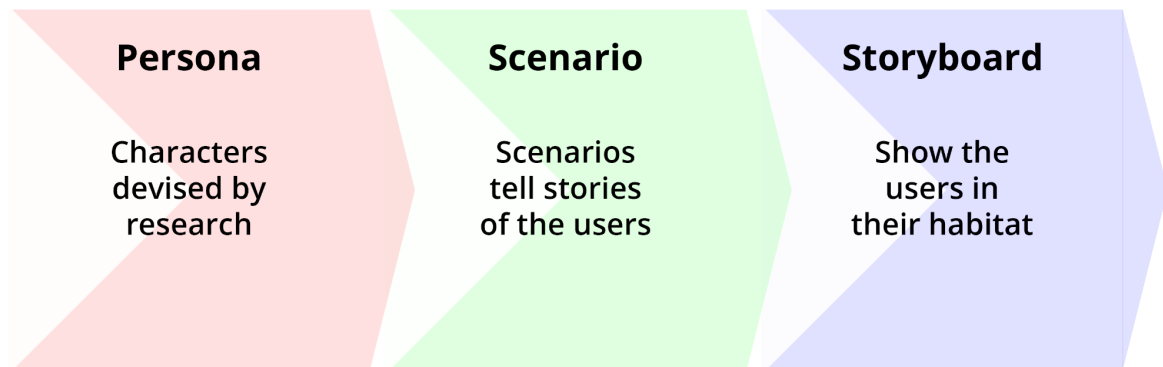 Persona
Characters
devised by
research
Scenario
Scenarios
tell stories
of the users
Storyboard
Show the
users in
their habitat